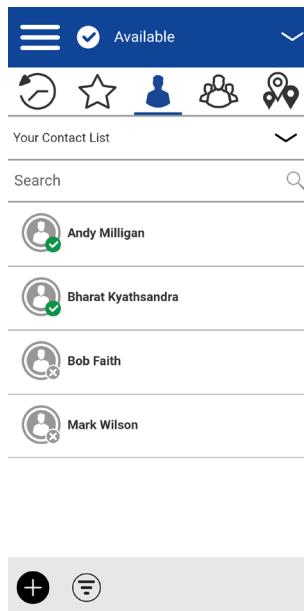 Available
Your Contact List
Search
Andy Milligan
Bharat Kyathsandra
Bob Faith
Mark Wilson